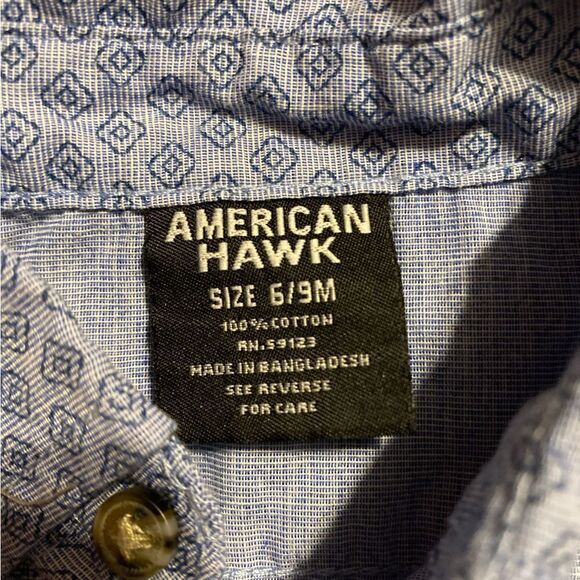 AMERICAN
HAWK
SIZE 6/9M
100% COTTON
RN.59123
MADE IN BANGLADESH
SEE REVERSE
FOR CARE